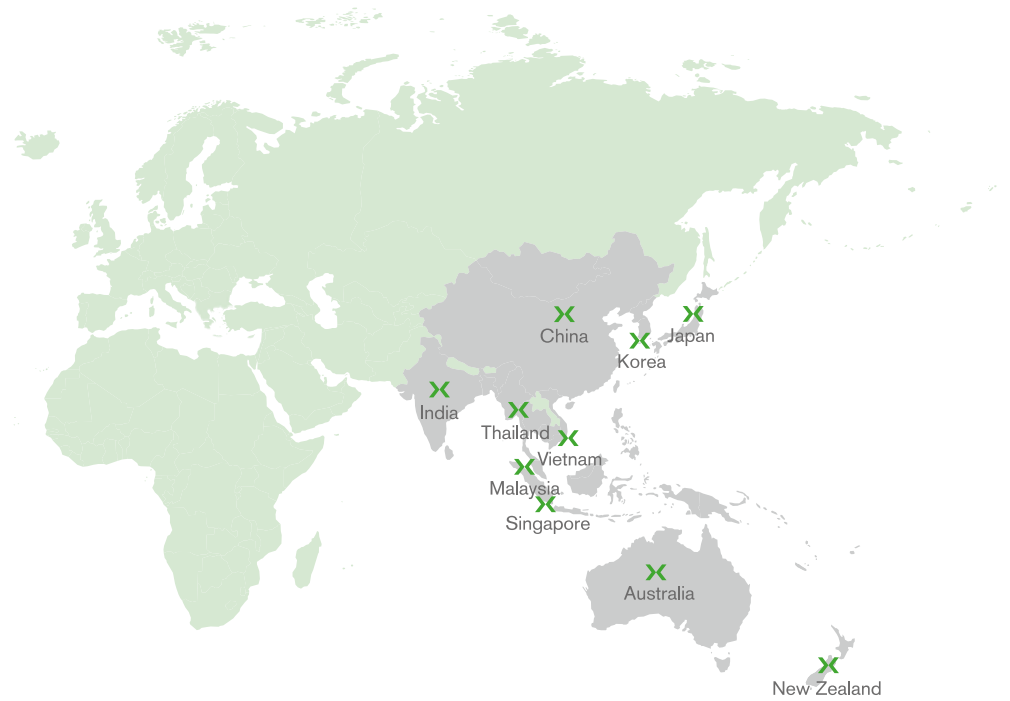 China
Japan
Korea
India
Thailand
Vietnam
Malaysia
Singapore
Australia
New Zealand